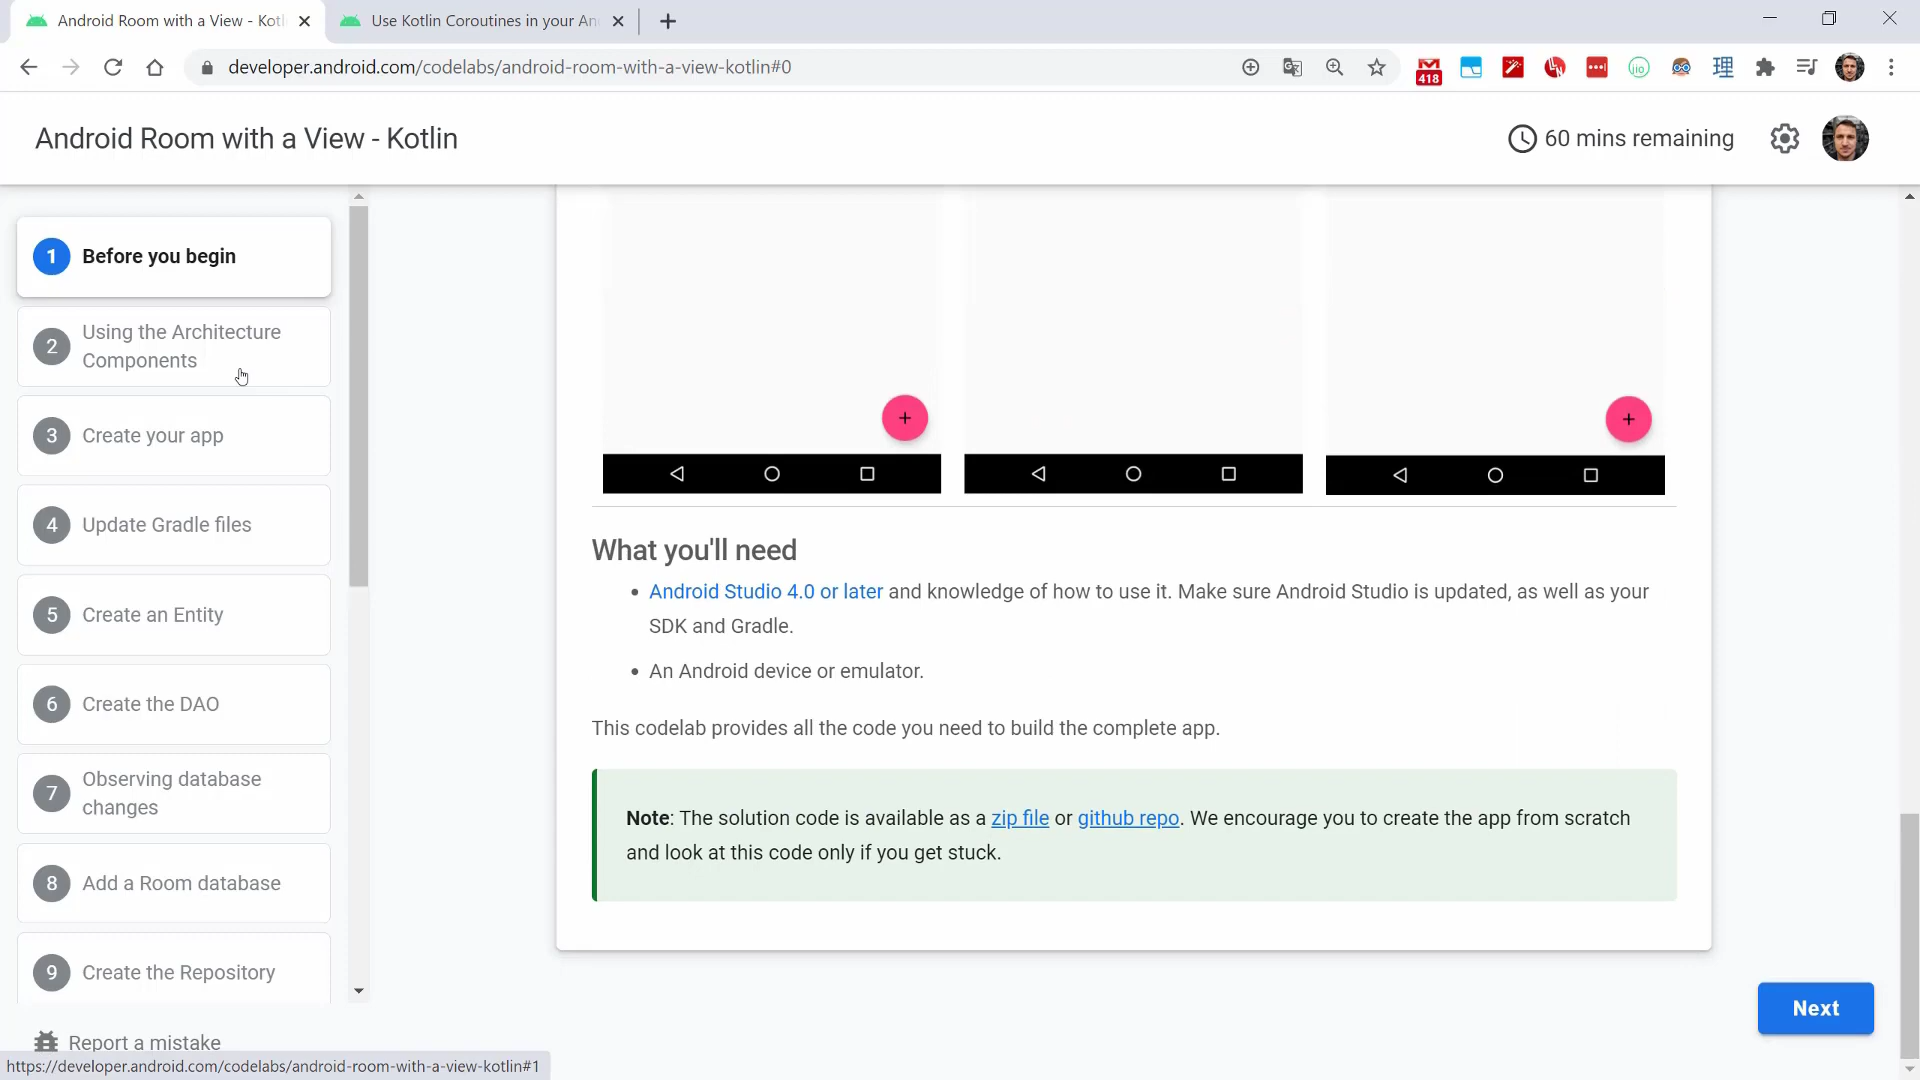 Android Room with a View - Kotl
Use Kotlin Coroutines in your An
developer.android.com/codelabs/android-room-with-a-view-kotlin#0
418
理
Android Room with a View - Kotlin
60 mins remaining
1 Before you begin
2 Using the Architecture
Components
3 Create your app
4 Update Gradle files
5 Create an Entity
6 Create the DAO
7 Observing database
changes
8 Add a Room database
9 Create the Repository
Report a mistake
https://developer.android.com/codelabs/android-room-with-a-view-kotlin#1
What you'll need
• Android Studio 4.0 or later and knowledge of how to use it. Make sure Android Studio is updated, as well as your
SDK and Gradle.
• An Android device or emulator.
This codelab provides all the code you need to build the complete app.
Note: The solution code is available as a zip file or github repo. We encourage you to create the app from scratch
and look at this code only if you get stuck.
Next